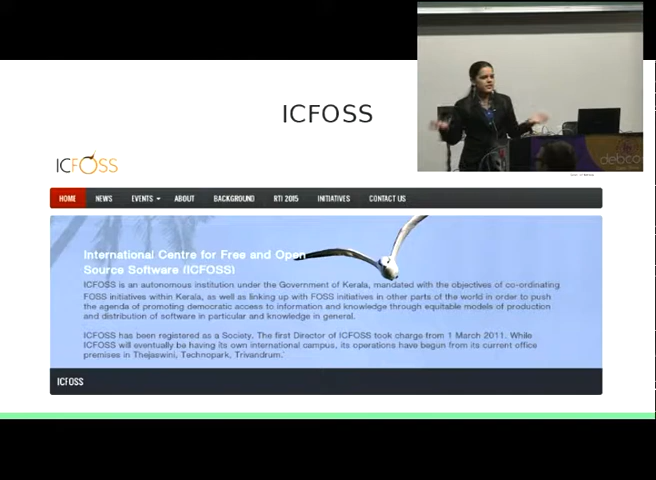 ICFOSS
debco
ICFOSS
HOME NEWS EVENTS ABOUT BACKGROUND RTI 2015 INITIATIVES CONTACT US
International Centre for Free and Open
Source Software (ICFOSS)
ICFOSS is an autonomous institution under the Government of Kerala, mandated with the objectives of co-ordinating
FOSS initiatives within Kerala, as well as linking up with FOSS initiatives in other parts of the world in order to push
the agenda of promoting democratic access to information and knowledge through equitable models of production
and distribution of software in particular and knowledge in general.
ICFOSS has been registered as a Society. The first Director of ICFOSS took charge from 1 March 2011. While
ICFOSS will eventually be having its own international campus, its operations have begun from its current office
premises in Thejaswini, Technopark, Trivandrum.
ICFOSS